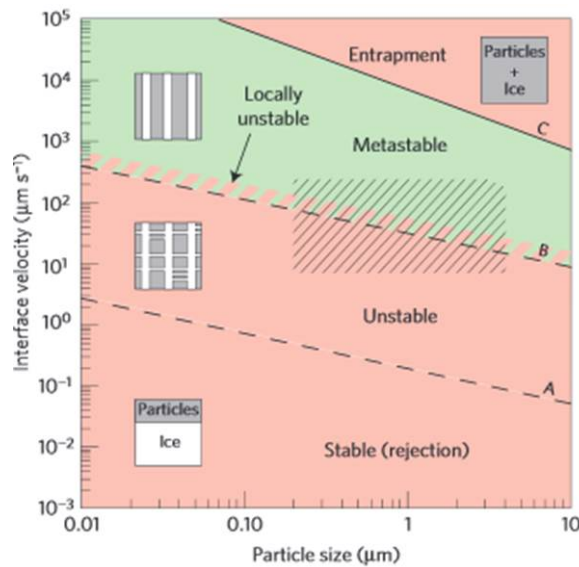 10⁵
10⁴
10³
10²
10¹
10⁰
10⁻¹
10⁻²
10⁻³
Interface velocity (μm s⁻¹)
Entrapment
Particles
+
Ice
Locally
unstable
C
Metastable
B
Unstable
A
Particles
Ice
Stable (rejection)
0.01
0.10
1
10
Particle size (μm)